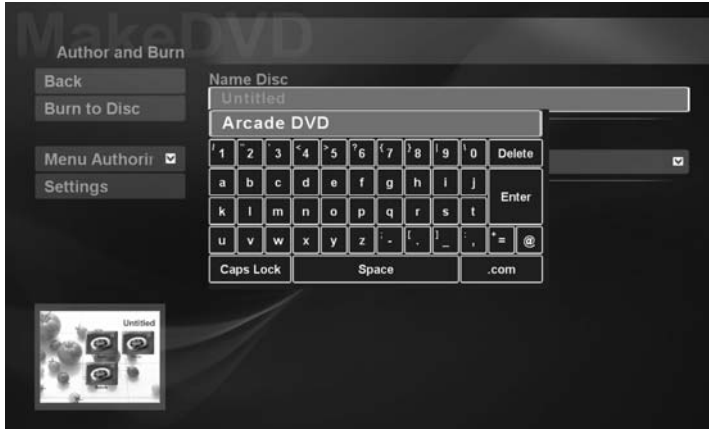 MakeDVD
Author and Burn
Back
Burn to Disc
Menu Authorin
Settings
Name Disc
Untitled
Arcade DVD
1 2 3 4 5 6 7 8 9 0 Delete
a b c d e f g h i j
Enter
k l m n o p q r s t
u v w x y z - . _ , = @
Caps Lock Space .com
Untitled